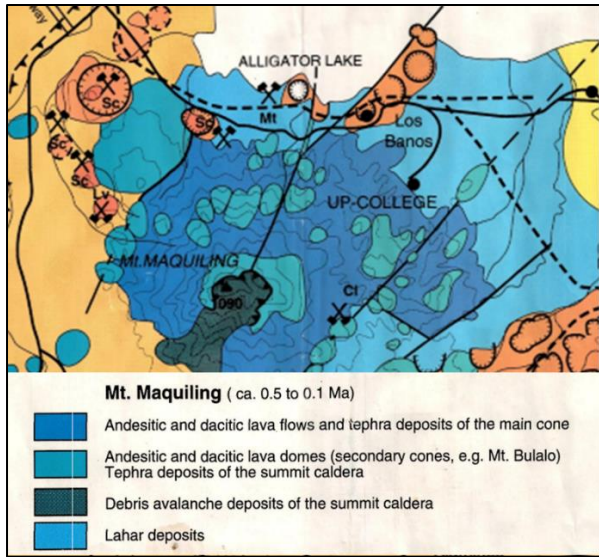 way
ALLIGATOR LAKE
Sc
Mt
Sc
Los
Banos
Sc
Sc
UP-COLLEGE
Mt. MAQUILING
1090
Cl
Mt. Maquiling ( ca. 0.5 to 0.1 Ma)
Andesitic and dacitic lava flows and tephra deposits of the main cone
Andesitic and dacitic lava domes (secondary cones, e.g. Mt. Bulalo)
Tephra deposits of the summit caldera
Debris avalanche deposits of the summit caldera
Lahar deposits